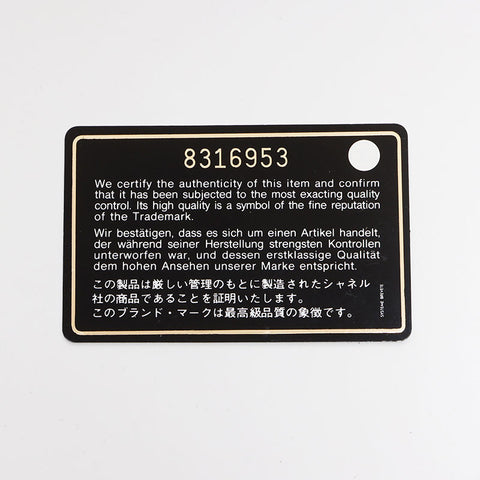 8316953
We certify the authenticity of this item and confirm
that it has been subjected to the most exacting quality
control. Its high quality is a symbol of the fine reputation
of the Trademark.
Wir bestätigen, dass es sich um einen Artikel handelt,
der während seiner Herstellung strengsten Kontrollen
unterworfen war, und dessen erstklassige Qualität
dem hohen Ansehen unserer Marke entspricht.
この製品は厳しい管理のもとに製造されたシャネル
社の商品であることを証明いたします。
このブランド・マークは最高級品質の象徴です。
SYSTEME BREVETE